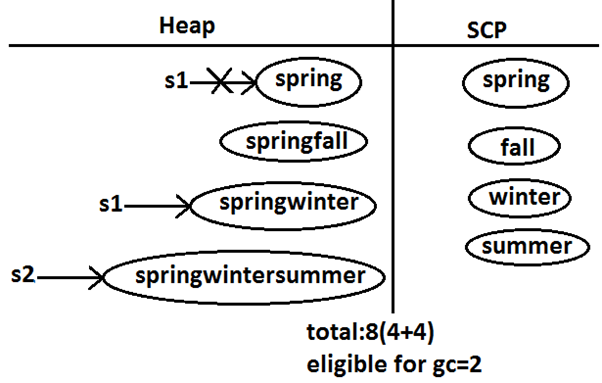 Heap SCP
s1 spring spring
springfall fall
s1 springwinter winter
summer
s2 springwintersummer
total:8(4+4)
eligible for gc=2